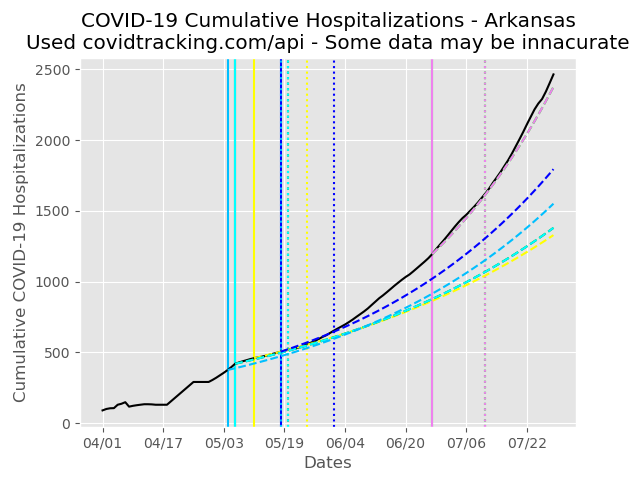 COVID-19 Cumulative Hospitalizations - Arkansas
Used covidtracking.com/api - Some data may be innacurate
Cumulative COVID-19 Hospitalizations
2500
2000
1500
1000
500
0
04/01 04/17 05/03 05/19 06/04 06/20 07/06 07/22
Dates